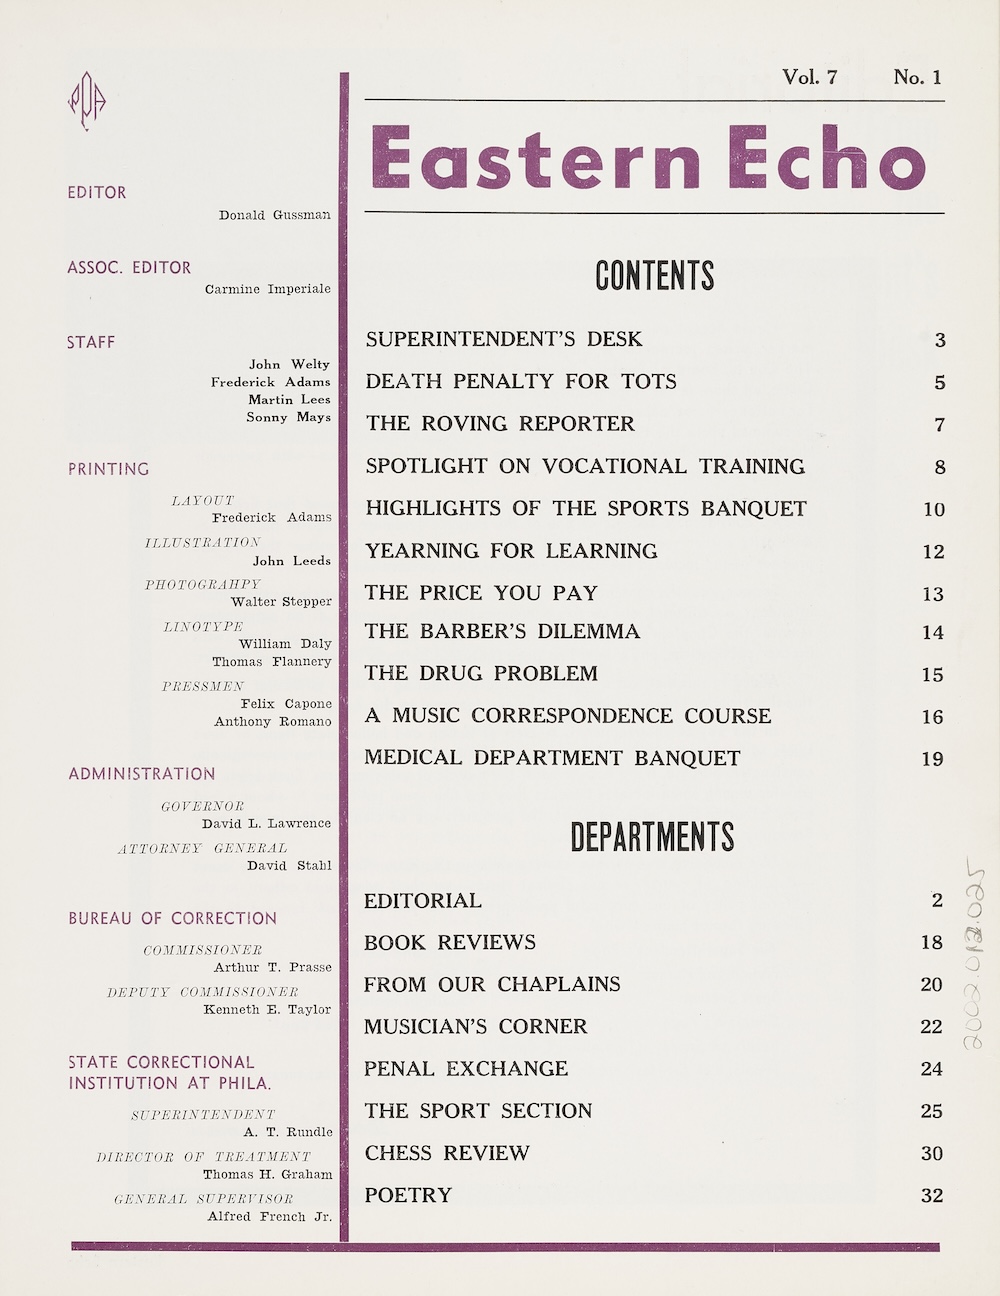 EDITOR
Donald Gussman
ASSOC. EDITOR
Carmine Imperiale
STAFF
John Welty
Frederick Adams
Martin Lees
Sonny Mays
PRINTING
LAYOUT
Frederick Adams
ILLUSTRATION
John Leeds
PHOTOGRAHPY
Walter Stepper
LINOTYPE
William Daly
Thomas Flannery
PRESSMEN
Felix Capone
Anthony Romano
ADMINISTRATION
GOVERNOR
David L. Lawrence
ATTORNEY GENERAL
David Stahl
BUREAU OF CORRECTION
COMMISSIONER
Arthur T. Prasse
DEPUTY COMMISSIONER
Kenneth E. Taylor
STATE CORRECTIONAL
INSTITUTION AT PHILA.
SUPERINTENDENT
A. T. Rundle
DIRECTOR OF TREATMENT
Thomas H. Graham
GENERAL SUPERVISOR
Alfred French Jr.
Vol. 7 No. 1
Eastern Echo
CONTENTS
SUPERINTENDENT'S DESK 3
DEATH PENALTY FOR TOTS 5
THE ROVING REPORTER 7
SPOTLIGHT ON VOCATIONAL TRAINING 8
HIGHLIGHTS OF THE SPORTS BANQUET 10
YEARNING FOR LEARNING 12
THE PRICE YOU PAY 13
THE BARBER'S DILEMMA 14
THE DRUG PROBLEM 15
A MUSIC CORRESPONDENCE COURSE 16
MEDICAL DEPARTMENT BANQUET 19
DEPARTMENTS
EDITORIAL 2
BOOK REVIEWS 18
FROM OUR CHAPLAINS 20
MUSICIAN'S CORNER 22
PENAL EXCHANGE 24
THE SPORT SECTION 25
CHESS REVIEW 30
POETRY 32